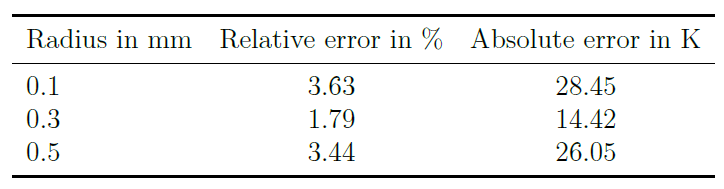 Radius in mm Relative error in % Absolute error in K
0.1 3.63 28.45
0.3 1.79 14.42
0.5 3.44 26.05